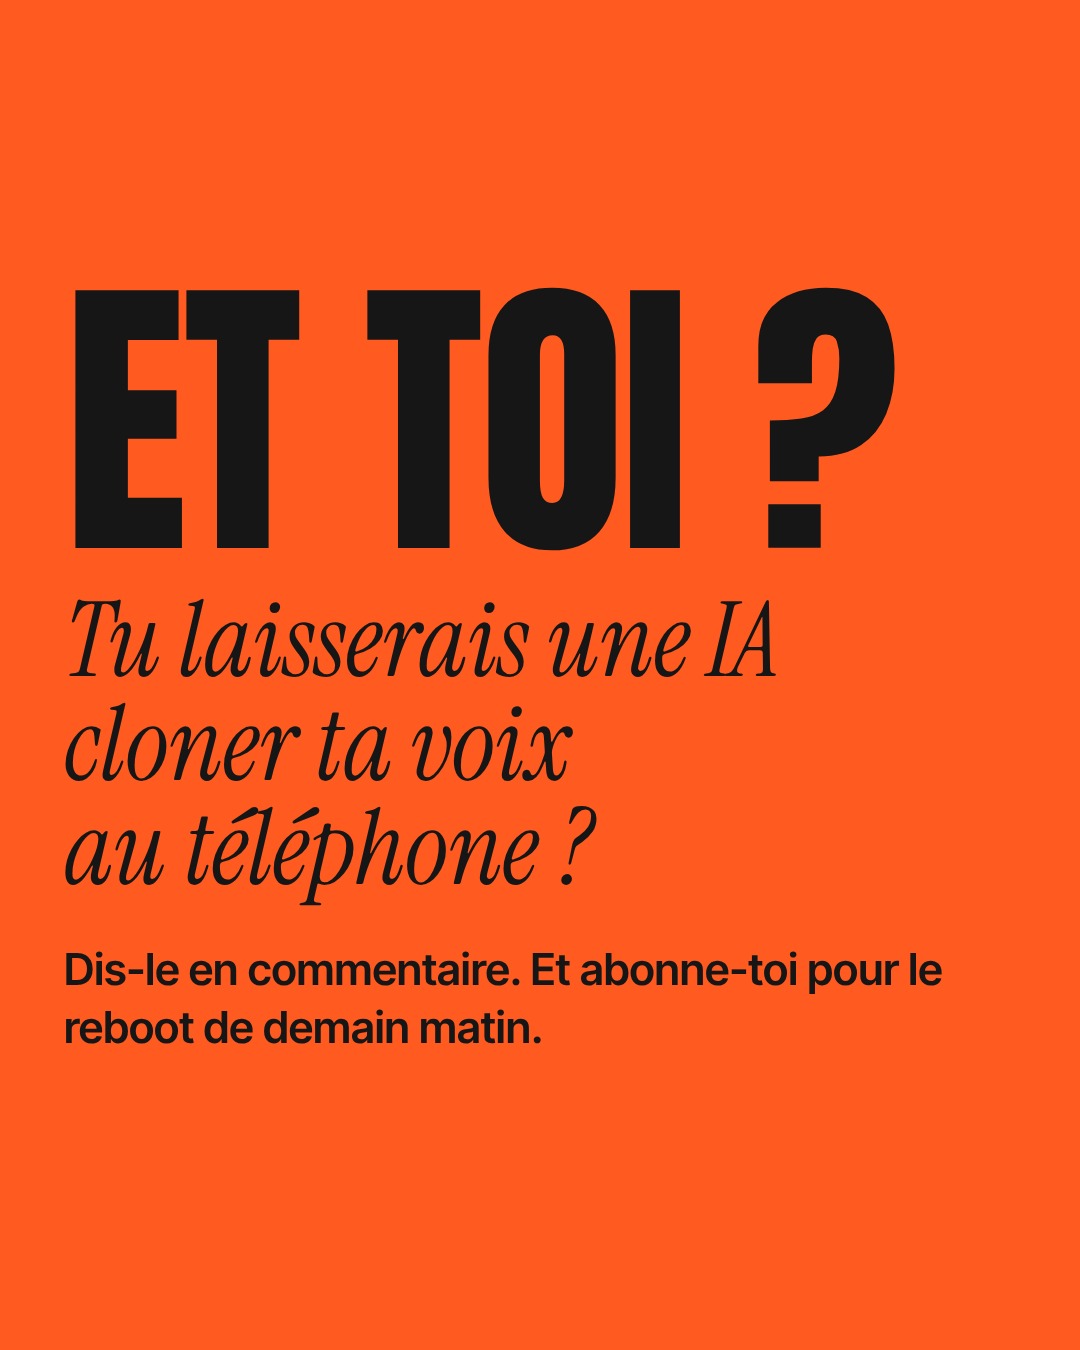 ET TOI ?
Tu laisserais une IA
cloner ta voix
au téléphone ?
Dis-le en commentaire. Et abonne-toi pour le
reboot de demain matin.